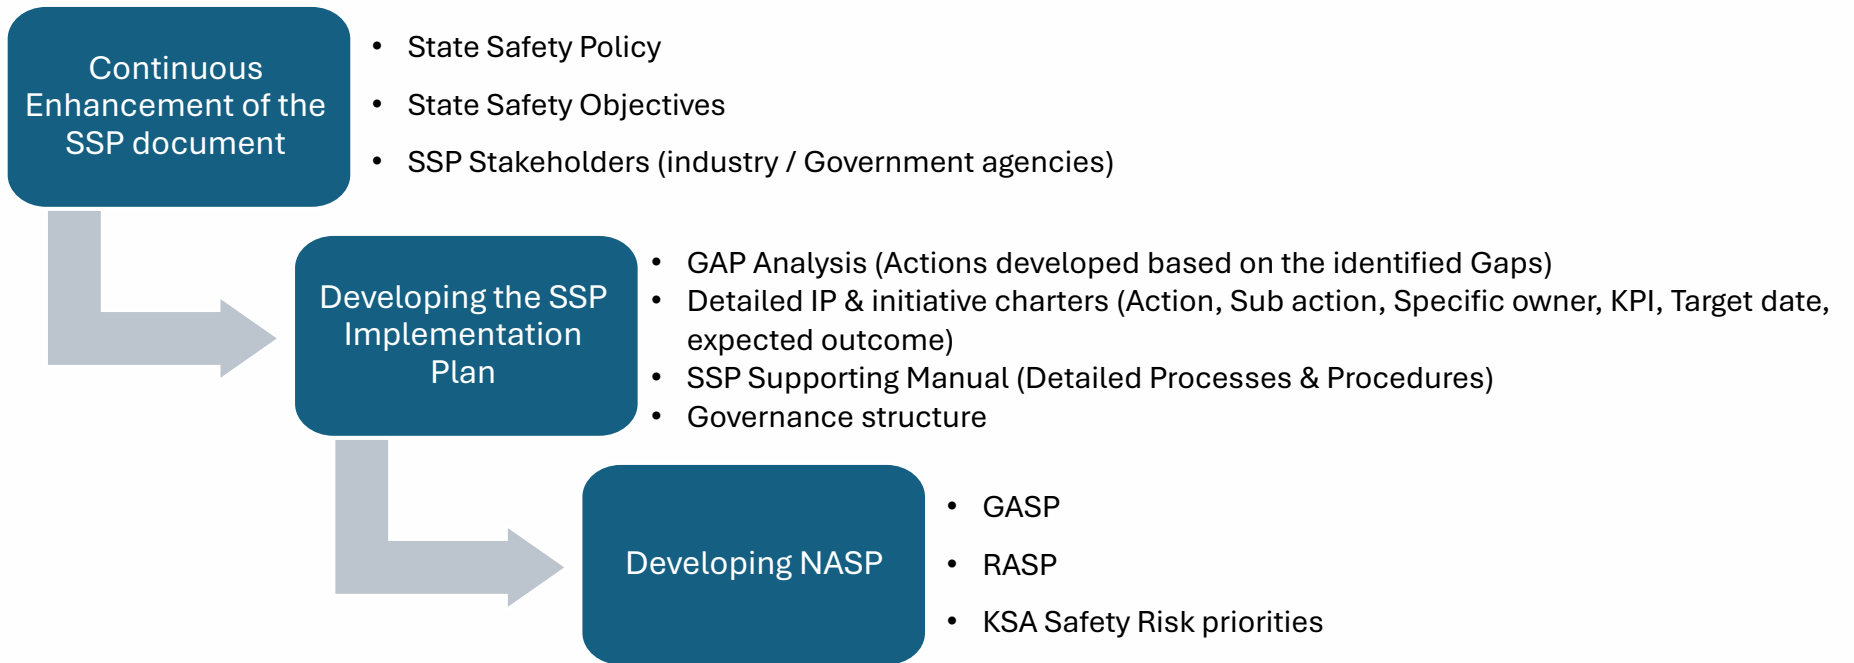 Continuous
Enhancement of the
SSP document
• State Safety Policy
• State Safety Objectives
• SSP Stakeholders (industry / Government agencies)
Developing the SSP
Implementation
Plan
• GAP Analysis (Actions developed based on the identified Gaps)
• Detailed IP & initiative charters (Action, Sub action, Specific owner, KPI, Target date,
expected outcome)
• SSP Supporting Manual (Detailed Processes & Procedures)
• Governance structure
Developing NASP
• GASP
• RASP
• KSA Safety Risk priorities